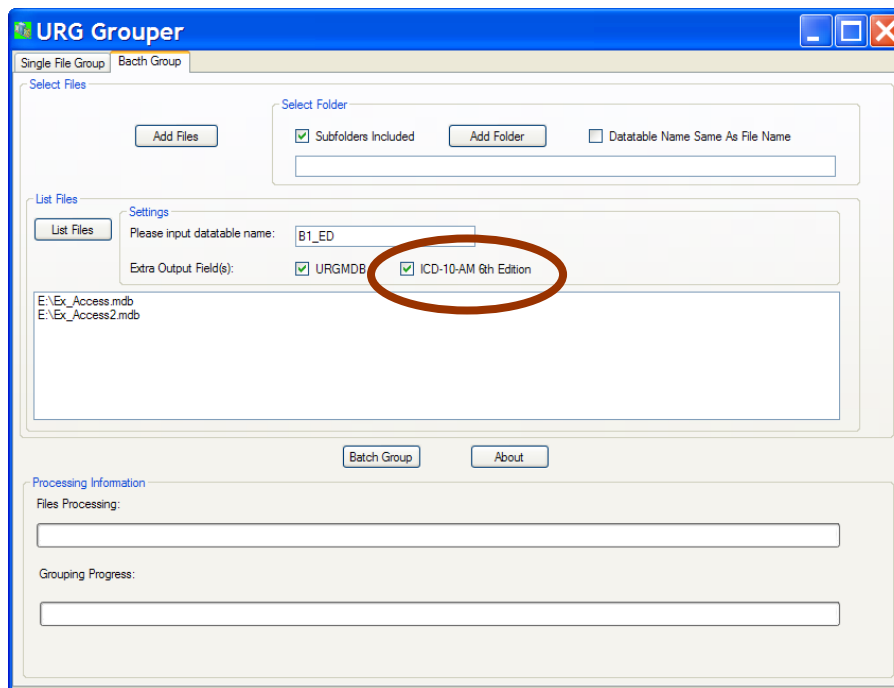 URG Grouper
Single File Group Bacth Group
Select Files
Select Folder
Add Files Subfolders Included Add Folder Datatable Name Same As File Name
List Files
Settings
List Files Please input datatable name: B1_ED
Extra Output Field(s): URGMDB ICD-10-AM 6th Edition
E:\Ex_Access.mdb
E:\Ex_Access2.mdb
Batch Group About
Processing Information
Files Processing:
Grouping Progress: